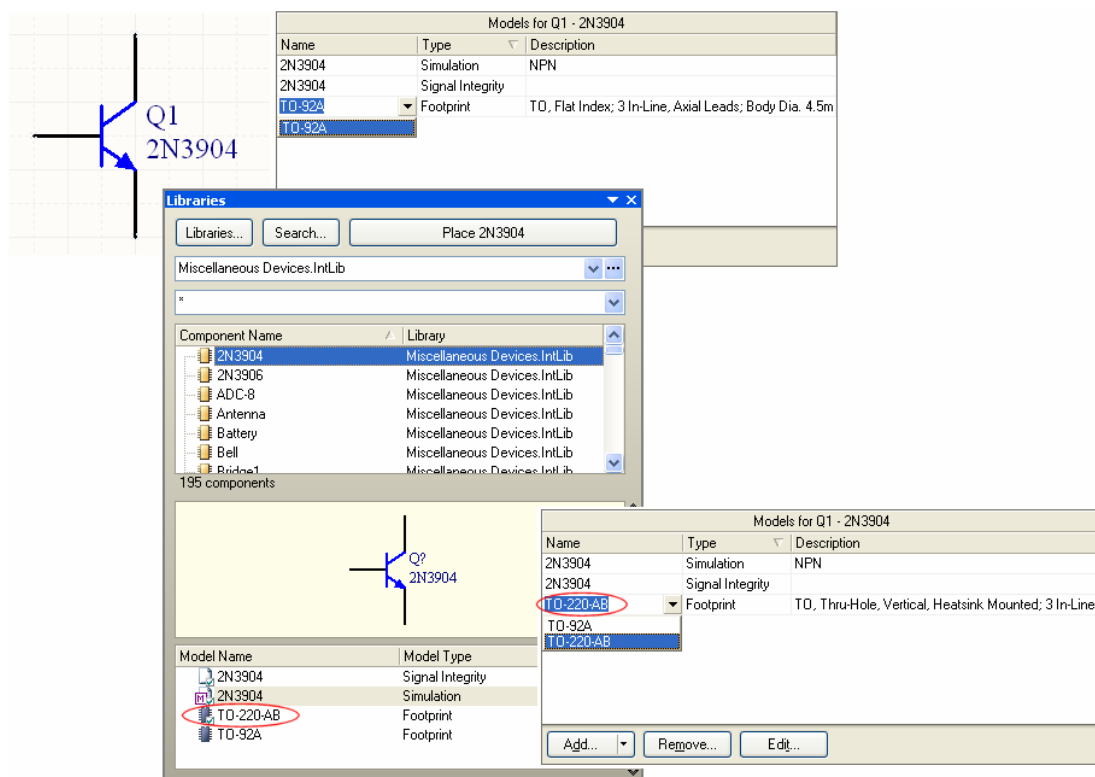 Models for Q1 - 2N3904
Name Type Description
2N3904 Simulation NPN
2N3904 Signal Integrity
TO-92A Footprint TO, Flat Index; 3 In-Line, Axial Leads; Body Dia. 4.5m
TO-92A
Q1
2N3904
Libraries
Libraries... Search... Place 2N3904
Miscellaneous Devices.IntLib
*
Component Name Library
2N3904 Miscellaneous Devices.IntLib
2N3906 Miscellaneous Devices.IntLib
ADC-8 Miscellaneous Devices.IntLib
Antenna Miscellaneous Devices.IntLib
Battery Miscellaneous Devices.IntLib
Bell Miscellaneous Devices.IntLib
Bridge1 Miscellaneous Devices.IntLib
195 components
Q?
2N3904
Model Name Model Type
2N3904 Signal Integrity
2N3904 Simulation
TO-220-AB Footprint
TO-92A Footprint
Models for Q1 - 2N3904
Name Type Description
2N3904 Simulation NPN
2N3904 Signal Integrity
TO-220-AB Footprint TO, Thru-Hole, Vertical, Heatsink Mounted; 3 In-Line
TO-92A
TO-220-AB
Add... Remove... Edit...